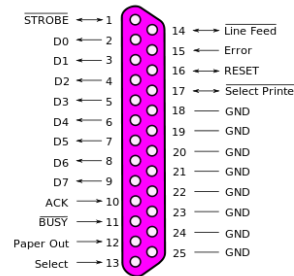 STROBE 1
D0 2
D1 3
D2 4
D3 5
D4 6
D5 7
D6 8
D7 9
ACK 10
BUSY 11
Paper Out 12
Select 13
14 Line Feed
15 Error
16 RESET
17 Select Printe
18 GND
19 GND
20 GND
21 GND
22 GND
23 GND
24 GND
25 GND